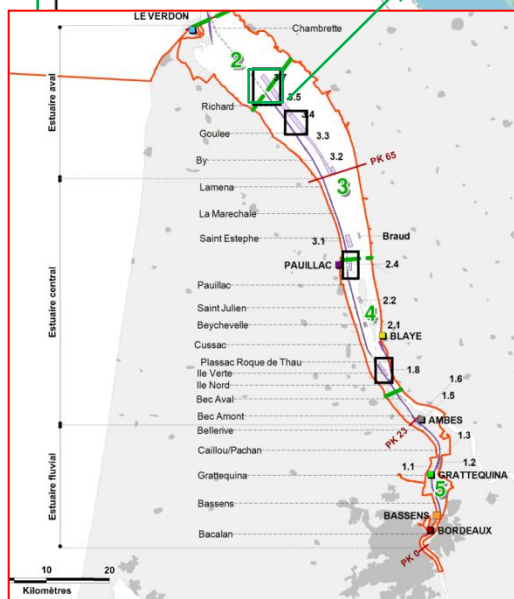 LE VERDON
Chambrette
2
3.7
3.5
Richard
3.4
Goulee
3.3
By
3.2
PK 65
Lamena
3
La Marechale
Saint Estephe
3.1
Braud
PAUILLAC
2.4
Pauillac
2.2
Saint Julien
4
Beychevelle
2.1
BLAYE
Cussac
Plassac Roque de Thau
1.8
Ile Verte
1.6
Ile Nord
1.5
Bec Aval
Bec Amont
AMBES
Bellerive
PK 23
1.3
Caillou/Pachan
1.2
1.1
Grattequina
GRATTEQUINA
5
Bassens
BASSENS
Bacalan
BORDEAUX
PK 0
Estuaire aval
Estuaire central
Estuaire fluvial
0 10 20
Kilomètres